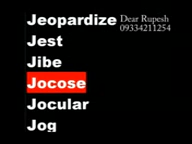 Jeopardize
Dear Rupesh
09334211254
Jest
Jibe
Jocose
Jocular
Jog